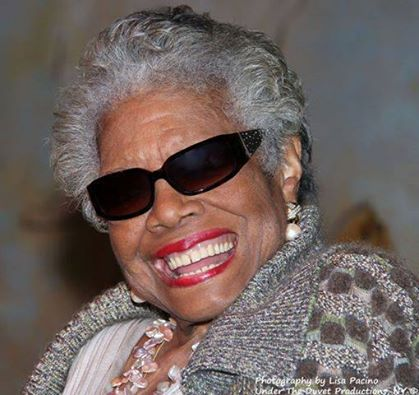 Photography by Lisa Pacino
Under The Duvet Productions, NY ©